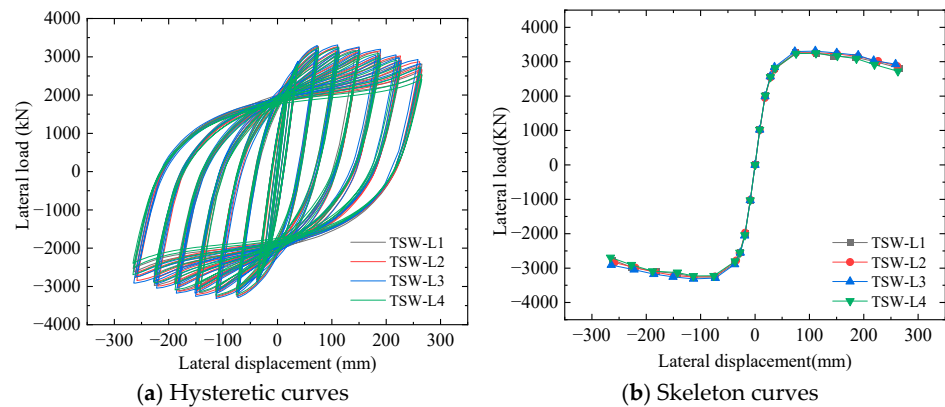 4000
3000
2000
1000
0
−1000
−2000
−3000
−4000
Lateral load (kN)
−300 −200 −100 0 100 200 300
Lateral displacement (mm)
TSW-L1
TSW-L2
TSW-L3
TSW-L4
(a) Hysteretic curves
4000
3000
2000
1000
0
−1000
−2000
−3000
−4000
Lateral load(KN)
−300 −200 −100 0 100 200 300
Lateral displacement(mm)
TSW-L1
TSW-L2
TSW-L3
TSW-L4
(b) Skeleton curves